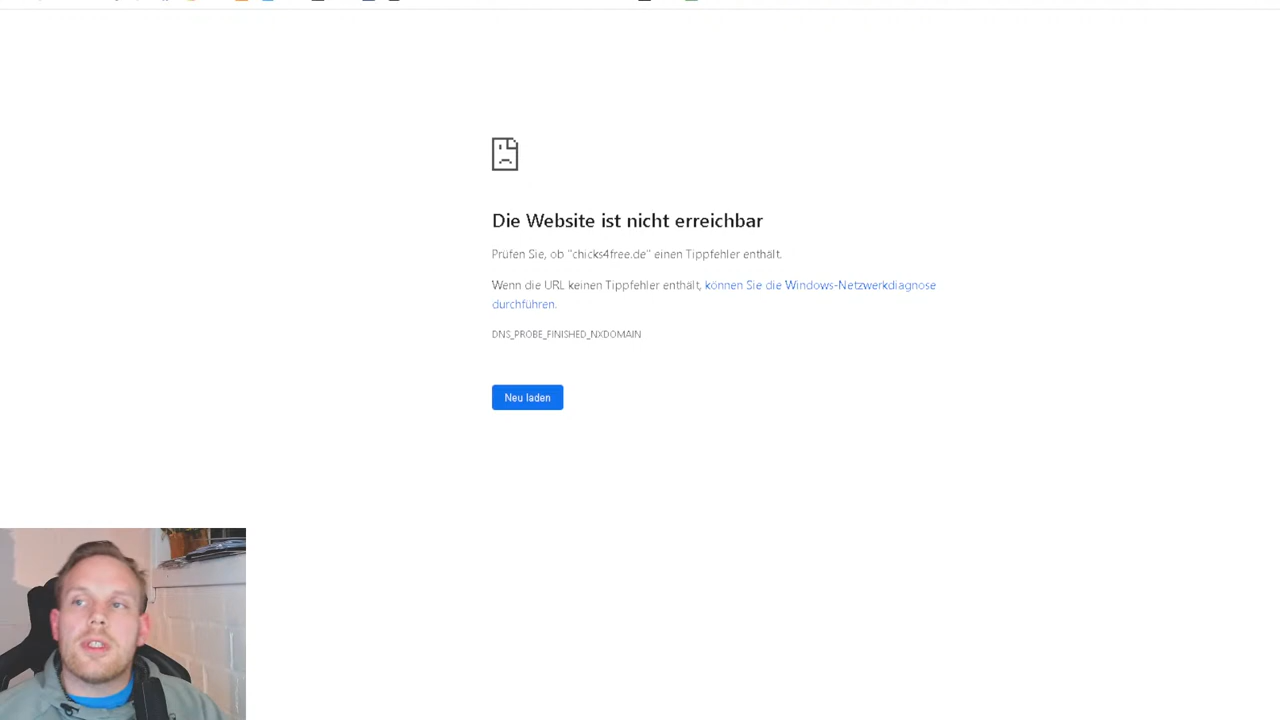 Die Website ist nicht erreichbar
Prüfen Sie, ob "chicks4free.de" einen Tippfehler enthält.
Wenn die URL keinen Tippfehler enthält, können Sie die Windows-Netzwerkdiagnose
durchführen.
DNS_PROBE_FINISHED_NXDOMAIN
Neu laden